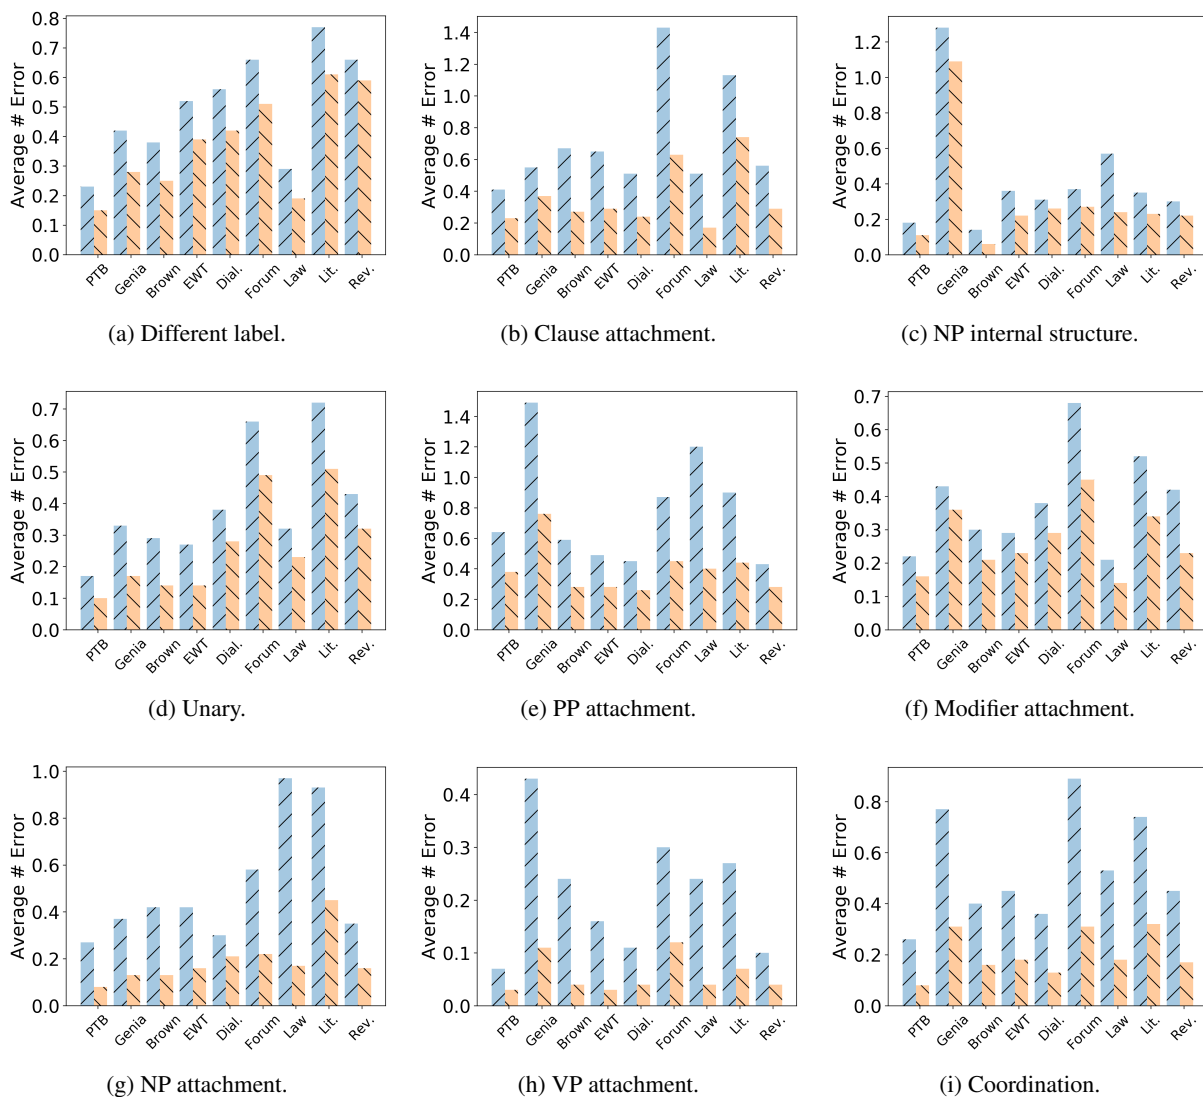 Average # Error
0.8
0.7
0.6
0.5
0.4
0.3
0.2
0.1
0.0
PTB Genia Brown EWT Dial. Forum Law Lit. Rev.
(a) Different label.
Average # Error
1.4
1.2
1.0
0.8
0.6
0.4
0.2
0.0
PTB Genia Brown EWT Dial. Forum Law Lit. Rev.
(b) Clause attachment.
Average # Error
1.2
1.0
0.8
0.6
0.4
0.2
0.0
PTB Genia Brown EWT Dial. Forum Law Lit. Rev.
(c) NP internal structure.
Average # Error
0.7
0.6
0.5
0.4
0.3
0.2
0.1
0.0
PTB Genia Brown EWT Dial. Forum Law Lit. Rev.
(d) Unary.
Average # Error
1.4
1.2
1.0
0.8
0.6
0.4
0.2
0.0
PTB Genia Brown EWT Dial. Forum Law Lit. Rev.
(e) PP attachment.
Average # Error
0.7
0.6
0.5
0.4
0.3
0.2
0.1
0.0
PTB Genia Brown EWT Dial. Forum Law Lit. Rev.
(f) Modifier attachment.
Average # Error
1.0
0.8
0.6
0.4
0.2
0.0
PTB Genia Brown EWT Dial. Forum Law Lit. Rev.
(g) NP attachment.
Average # Error
0.4
0.3
0.2
0.1
0.0
PTB Genia Brown EWT Dial. Forum Law Lit. Rev.
(h) VP attachment.
Average # Error
0.8
0.6
0.4
0.2
0.0
PTB Genia Brown EWT Dial. Forum Law Lit. Rev.
(i) Coordination.